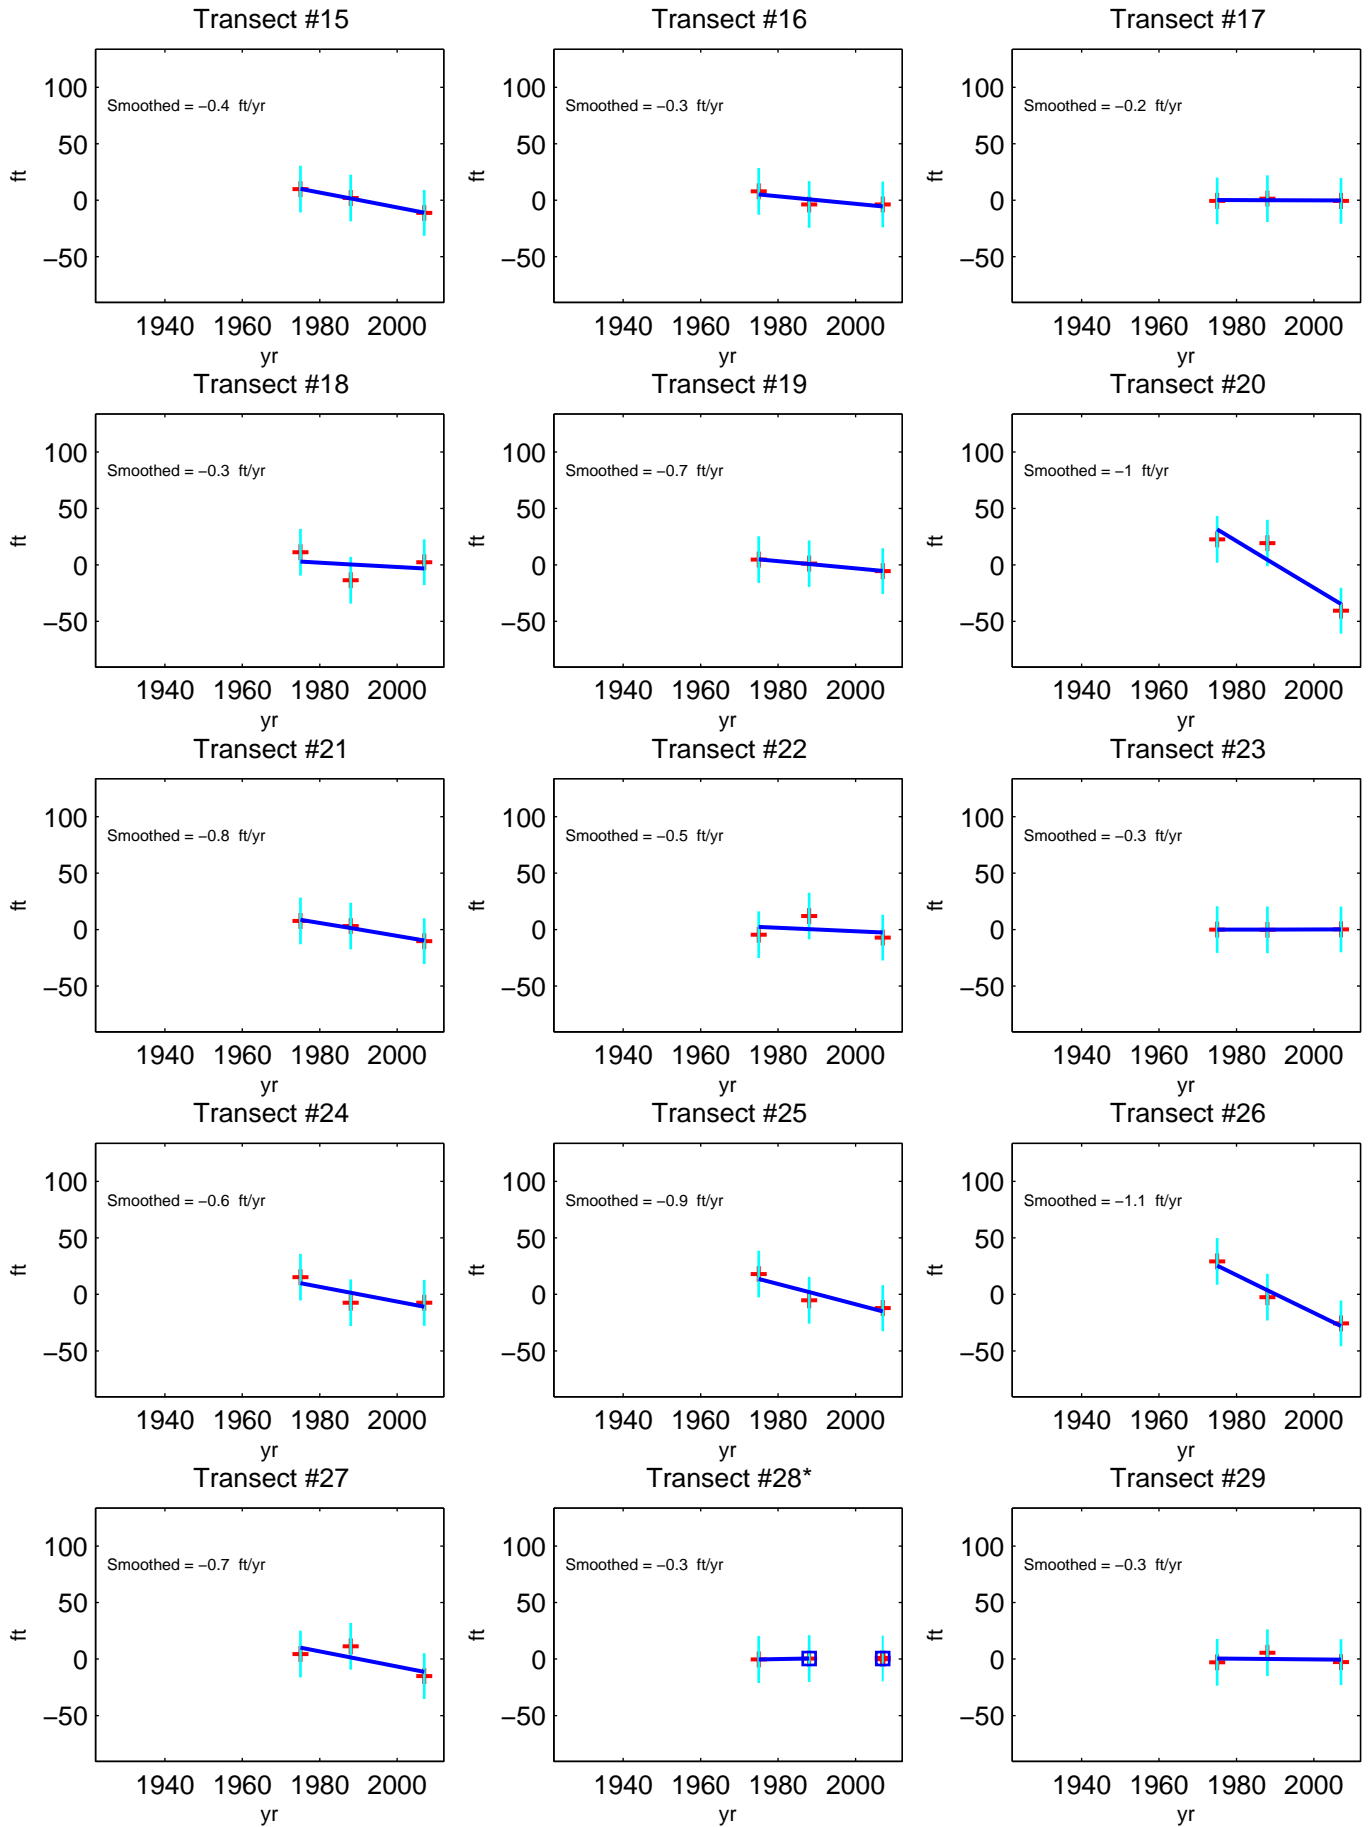 Transect #15
Transect #16
Transect #17
100
50
0
−50
ft
Smoothed = −0.4 ft/yr
1940 1960 1980 2000
yr
100
50
0
−50
ft
Smoothed = −0.3 ft/yr
1940 1960 1980 2000
yr
100
50
0
−50
ft
Smoothed = −0.2 ft/yr
1940 1960 1980 2000
yr
Transect #18
Transect #19
Transect #20
100
50
0
−50
ft
Smoothed = −0.3 ft/yr
1940 1960 1980 2000
yr
100
50
0
−50
ft
Smoothed = −0.7 ft/yr
1940 1960 1980 2000
yr
100
50
0
−50
ft
Smoothed = −1 ft/yr
1940 1960 1980 2000
yr
Transect #21
Transect #22
Transect #23
100
50
0
−50
ft
Smoothed = −0.8 ft/yr
1940 1960 1980 2000
yr
100
50
0
−50
ft
Smoothed = −0.5 ft/yr
1940 1960 1980 2000
yr
100
50
0
−50
ft
Smoothed = −0.3 ft/yr
1940 1960 1980 2000
yr
Transect #24
Transect #25
Transect #26
100
50
0
−50
ft
Smoothed = −0.6 ft/yr
1940 1960 1980 2000
yr
100
50
0
−50
ft
Smoothed = −0.9 ft/yr
1940 1960 1980 2000
yr
100
50
0
−50
ft
Smoothed = −1.1 ft/yr
1940 1960 1980 2000
yr
Transect #27
Transect #28*
Transect #29
100
50
0
−50
ft
Smoothed = −0.7 ft/yr
1940 1960 1980 2000
yr
100
50
0
−50
ft
Smoothed = −0.3 ft/yr
1940 1960 1980 2000
yr
100
50
0
−50
ft
Smoothed = −0.3 ft/yr
1940 1960 1980 2000
yr